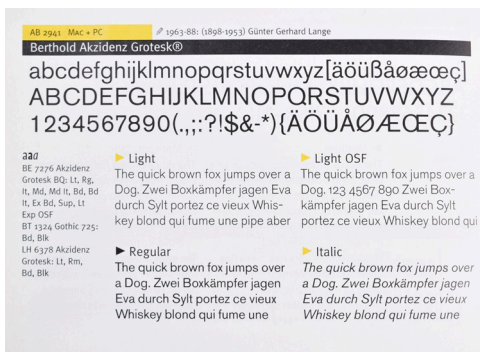 AB 2941 Mac + PC
1963-88: (1898-1953) Günter Gerhard Lange
Berthold Akzidenz Grotesk®
abcdefghijklmnopqrstuvwxyz[äöüßåøæœç]
ABCDEFGHIJKLMNOPQRSTUVWXYZ
1234567890(.,;:?!$&-*){ÄÖÜÅØÆŒÇ}
aaa
BE 7276 Akzidenz
Grotesk BQ: Lt, Rg,
It, Md, Md It, Bd, Bd
It, Ex Bd, Sup, Lt
Exp OSF
BT 1324 Gothic 725:
Bd, Blk
LH 6378 Akzidenz
Grotesk: Lt, Rm,
Bd, Blk
Light
The quick brown fox jumps over a
Dog. Zwei Boxkämpfer jagen Eva
durch Sylt portez ce vieux Whis-
key blond qui fume une pipe aber
Light OSF
The quick brown fox jumps over a
Dog. 123 4567 890 Zwei Box-
kämpfer jagen Eva durch Sylt
portez ce vieux Whiskey blond qui
Regular
The quick brown fox jumps over
a Dog. Zwei Boxkämpfer jagen
Eva durch Sylt portez ce vieux
Whiskey blond qui fume une
Italic
The quick brown fox jumps over
a Dog. Zwei Boxkämpfer jagen
Eva durch Sylt portez ce vieux
Whiskey blond qui fume une